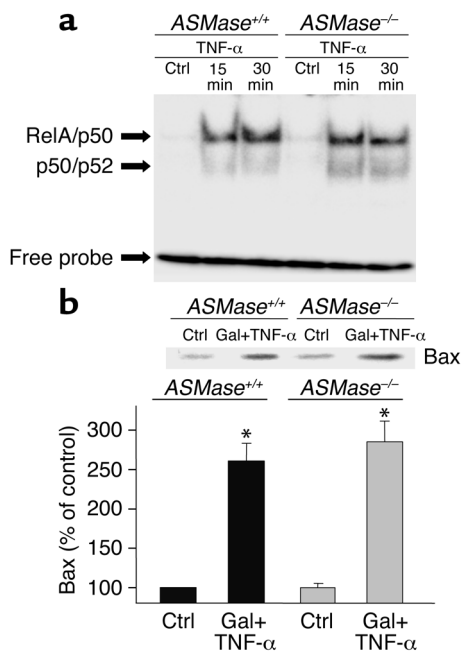 a
ASMase+/+ ASMase–/–
TNF-α TNF-α
Ctrl 15 min 30 min Ctrl 15 min 30 min
RelA/p50
p50/p52
Free probe
b
ASMase+/+ ASMase–/–
Ctrl Gal+TNF-α Ctrl Gal+TNF-α
Bax
ASMase+/+ ASMase–/–
Bax (% of control)
300
250
200
150
100
* *
Ctrl Gal+ Ctrl Gal+
TNF-α TNF-α